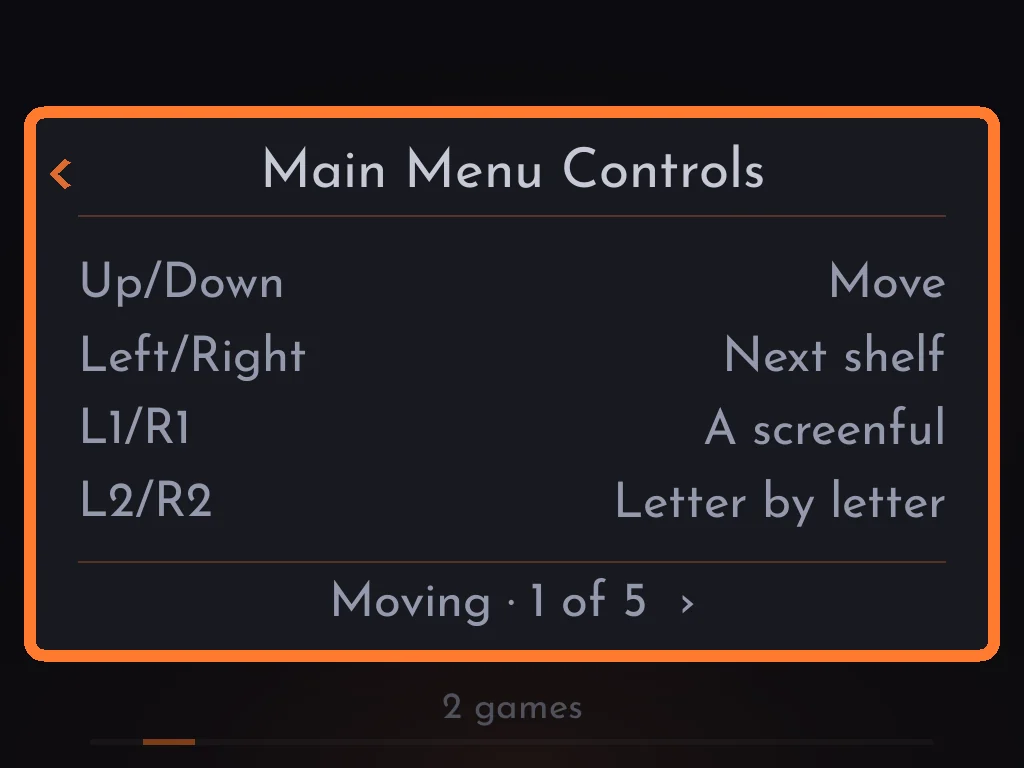 Main Menu Controls
Up/Down Move
Left/Right Next shelf
L1/R1 A screenful
L2/R2 Letter by letter
Moving · 1 of 5 ›
2 games